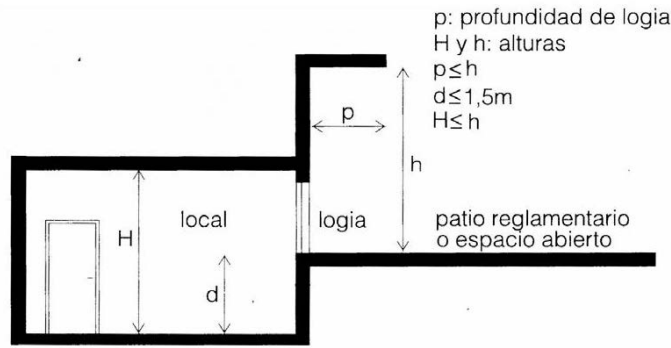 p: profundidad de logia
H y h: alturas
p≤h
d≤1,5m
H≤h
p
h
local
logia
patio reglamentario
o espacio abierto
H
d